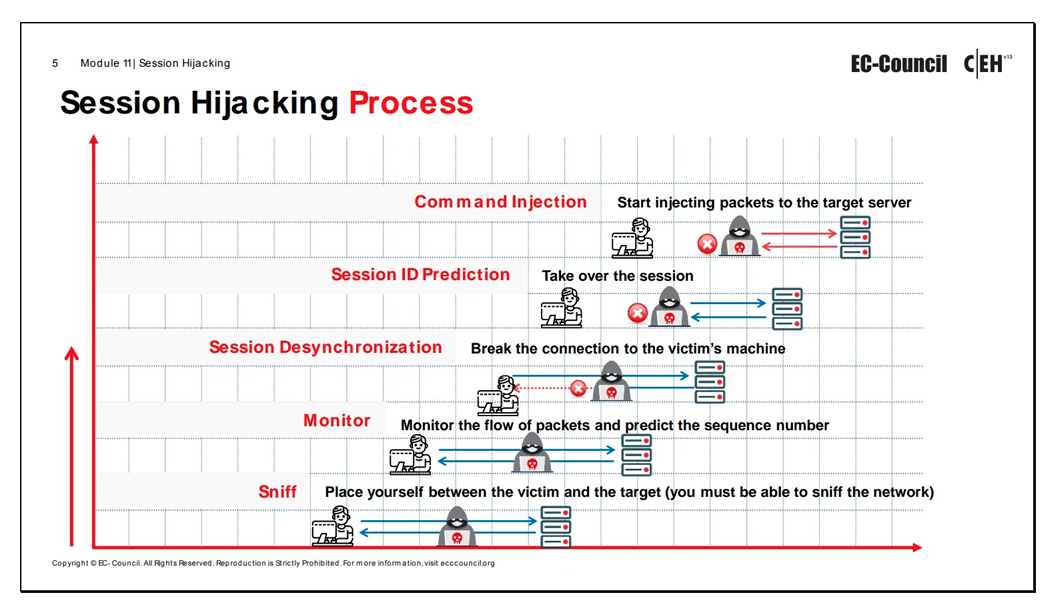 5 Module 11| Session Hijacking
EC-Council C|EH v13
Session Hijacking Process
Command Injection Start injecting packets to the target server
Session ID Prediction Take over the session
Session Desynchronization Break the connection to the victim's machine
Monitor Monitor the flow of packets and predict the sequence number
Sniff Place yourself between the victim and the target (you must be able to sniff the network)
Copyright © EC- Council. All Rights Reserved. Reproduction is Strictly Prohibited. For more information, visit ecccouncil.org